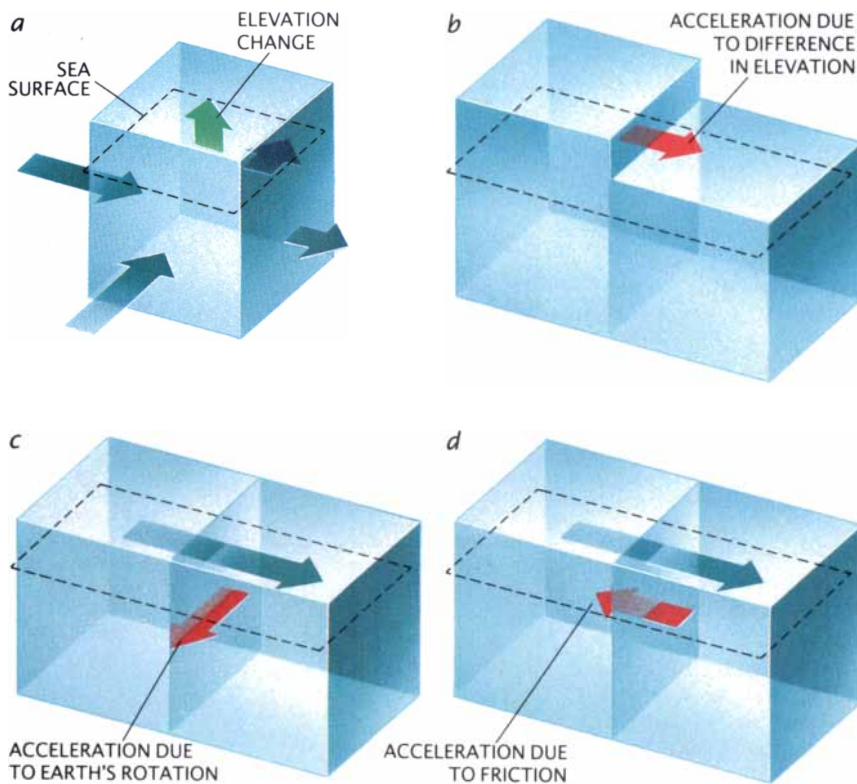 a
ELEVATION
CHANGE
SEA
SURFACE
b
ACCELERATION DUE
TO DIFFERENCE
IN ELEVATION
c
ACCELERATION DUE
TO EARTH'S ROTATION
d
ACCELERATION DUE
TO FRICTION